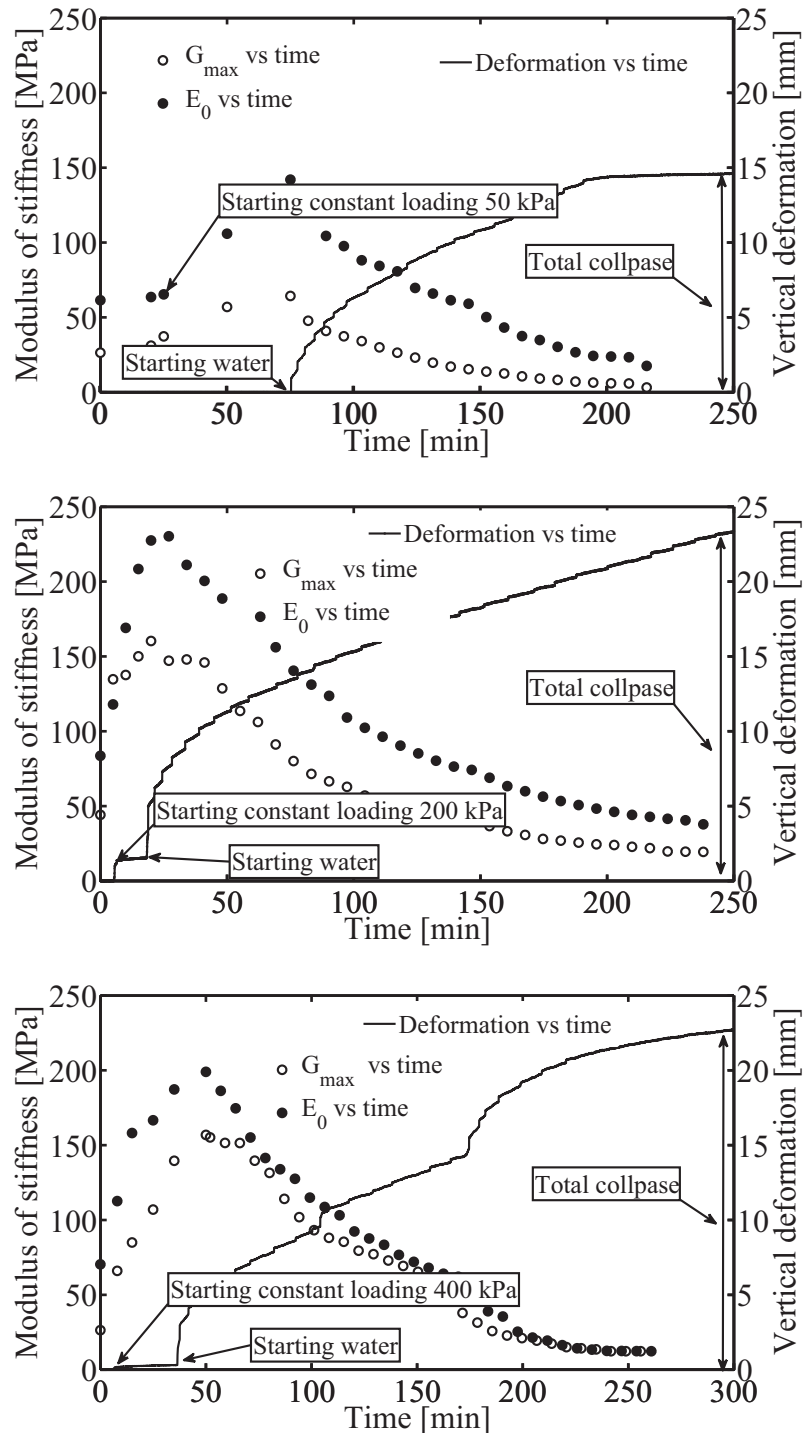 G_max vs time
E_0 vs time
Deformation vs time
Starting constant loading 50 kPa
Total collpase
Starting water
Modulus of stiffness [MPa]
250
200
150
100
50
0
Vertical deformation [mm]
25
20
15
10
5
0
0 50 100 150 200 250
Time [min]
Deformation vs time
G_max vs time
E_0 vs time
Total collpase
Starting constant loading 200 kPa
Starting water
Modulus of stiffness [MPa]
250
200
150
100
50
0
Vertical deformation [mm]
25
20
15
10
5
0
0 50 100 150 200 250
Time [min]
Deformation vs time
G_max vs time
E_0 vs time
Total collpase
Starting constant loading 400 kPa
Starting water
Modulus of stiffness [MPa]
250
200
150
100
50
0
Vertical deformation [mm]
25
20
15
10
5
0
0 50 100 150 200 250 300
Time [min]